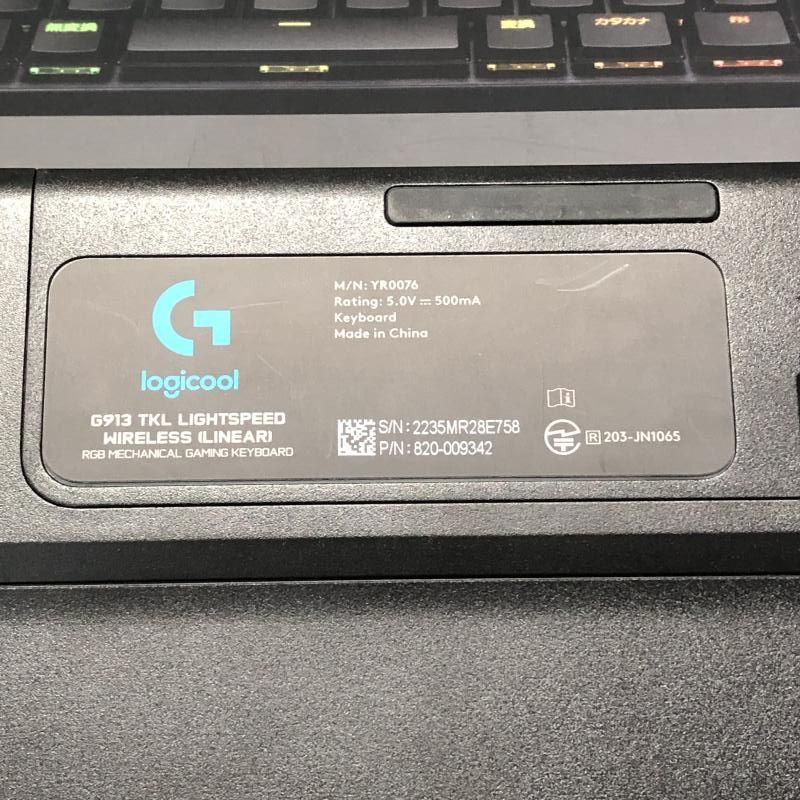 無変換
変換
カタカナ
FN
M/N: YR0076
Rating: 5.0V ⎓ 500mA
Keyboard
Made in China
G
logicool
G913 TKL LIGHTSPEED
WIRELESS (LINEAR)
RGB MECHANICAL GAMING KEYBOARD
S/N: 2235MR28E758
P/N: 820-009342
R 203-JN1065